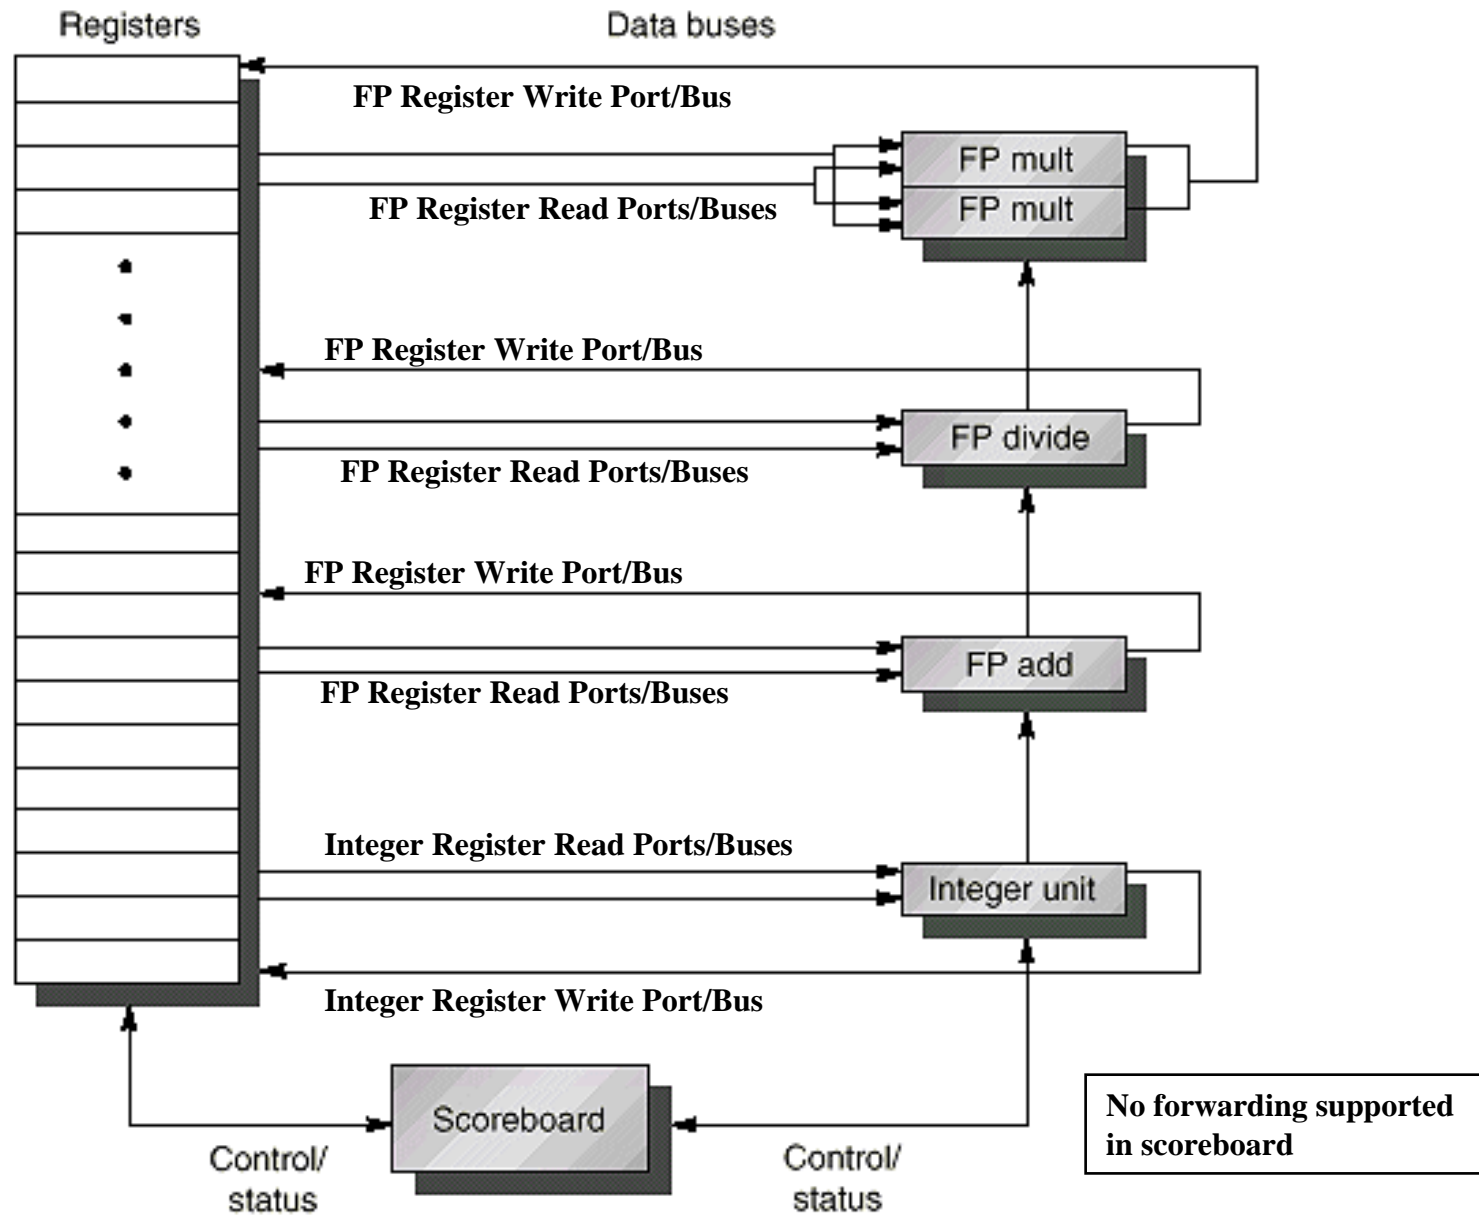 Registers
Data buses
FP Register Write Port/Bus
FP mult
FP Register Read Ports/Buses
FP mult
FP Register Write Port/Bus
FP divide
FP Register Read Ports/Buses
FP Register Write Port/Bus
FP add
FP Register Read Ports/Buses
Integer Register Read Ports/Buses
Integer unit
Integer Register Write Port/Bus
Scoreboard
Control/
status
Control/
status
No forwarding supported
in scoreboard